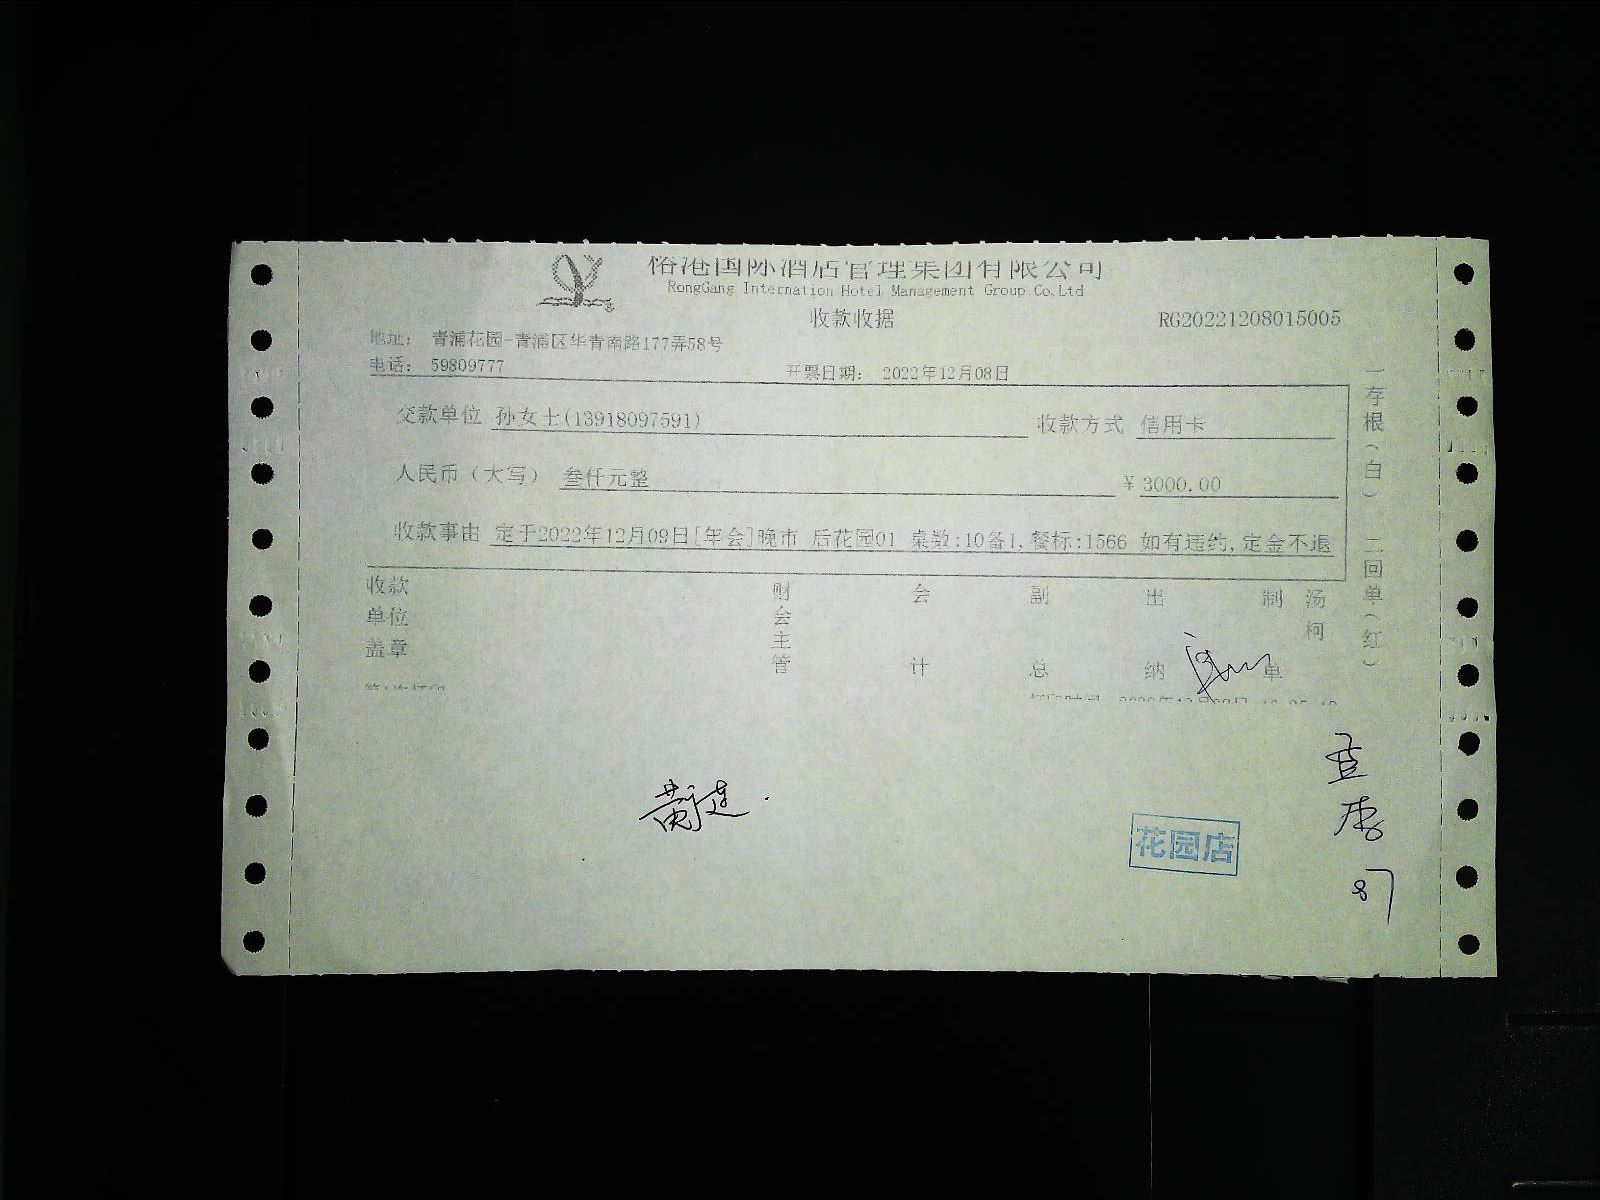 榕港国际酒店管理集团有限公司
RongGang Internation Hotel Management Group Co,Ltd
收款收据
RG20221208015005
地址： 青浦花园-青浦区华青南路177弄58号
电话： 59809777
开票日期： 2022年12月08日
交款单位 孙女士(13918097591)
收款方式 信用卡
人民币（大写） 叁仟元整
¥ 3000.00
收款事由 定于2022年12月09日[年会]晚市 后花园01 桌数:10备1,餐标:1566 如有违约,定金不退
收款单位盖章
财会主管
会计
副总
出纳
制单
汤柯
一存根（白） 二回单（红）
花园店
87